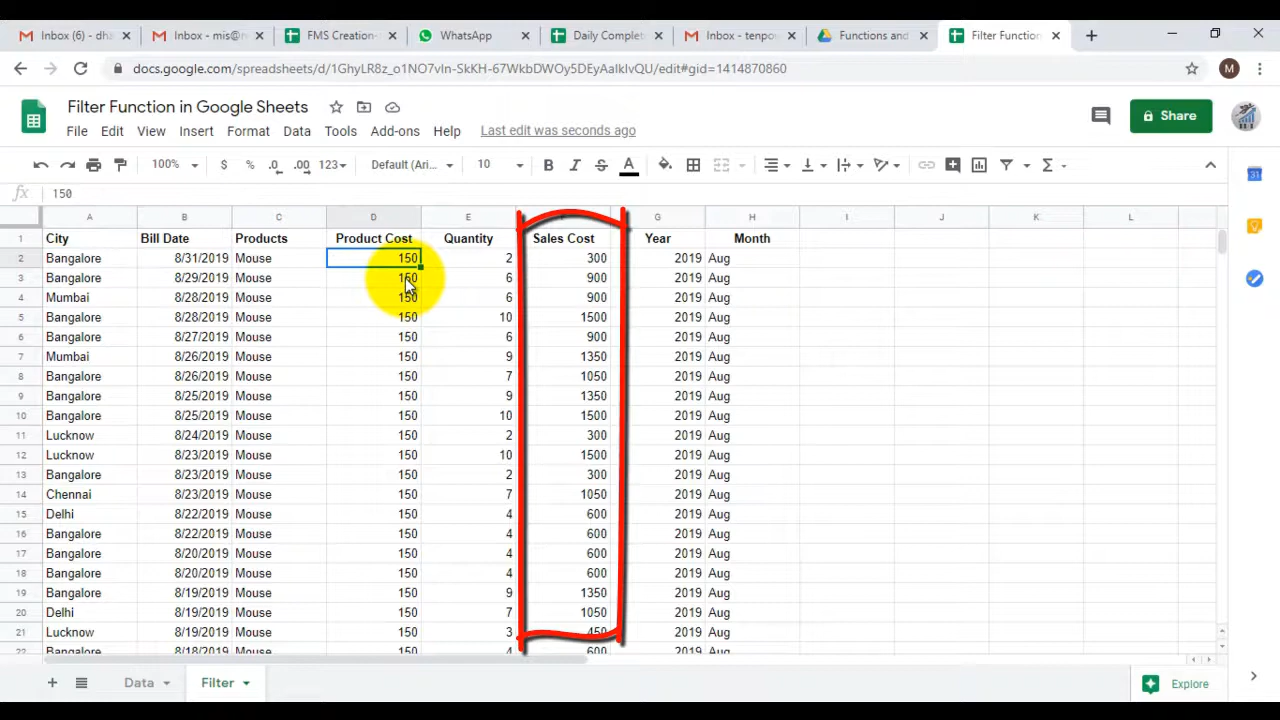 Inbox (6) - dha
Inbox - mis@n
FMS Creation-
WhatsApp
Daily Complet
Inbox - tenpo
Functions and
Filter Function
docs.google.com/spreadsheets/d/1GhyLR8z_o1NO7vIn-SkKH-67WkbDWOy5DEyAaIkIvQU/edit#gid=1414870860
M
Filter Function in Google Sheets
File Edit View Insert Format Data Tools Add-ons Help Last edit was seconds ago
Share
100% $ % .0 .00 123 Default (Ari... 10 B I S A
fx 150
A B C D E G H I J K L
1 City Bill Date Products Product Cost Quantity Sales Cost Year Month
2 Bangalore 8/31/2019 Mouse 150 2 300 2019 Aug
3 Bangalore 8/29/2019 Mouse 150 6 900 2019 Aug
4 Mumbai 8/28/2019 Mouse 150 6 900 2019 Aug
5 Bangalore 8/28/2019 Mouse 150 10 1500 2019 Aug
6 Bangalore 8/27/2019 Mouse 150 6 900 2019 Aug
7 Mumbai 8/26/2019 Mouse 150 9 1350 2019 Aug
8 Bangalore 8/26/2019 Mouse 150 7 1050 2019 Aug
9 Bangalore 8/25/2019 Mouse 150 9 1350 2019 Aug
10 Bangalore 8/25/2019 Mouse 150 10 1500 2019 Aug
11 Lucknow 8/24/2019 Mouse 150 2 300 2019 Aug
12 Lucknow 8/23/2019 Mouse 150 10 1500 2019 Aug
13 Bangalore 8/23/2019 Mouse 150 2 300 2019 Aug
14 Chennai 8/23/2019 Mouse 150 7 1050 2019 Aug
15 Delhi 8/22/2019 Mouse 150 4 600 2019 Aug
16 Bangalore 8/22/2019 Mouse 150 4 600 2019 Aug
17 Bangalore 8/20/2019 Mouse 150 4 600 2019 Aug
18 Bangalore 8/20/2019 Mouse 150 4 600 2019 Aug
19 Bangalore 8/19/2019 Mouse 150 9 1350 2019 Aug
20 Delhi 8/19/2019 Mouse 150 7 1050 2019 Aug
21 Lucknow 8/19/2019 Mouse 150 3 450 2019 Aug
22 Bangalore 8/18/2019 Mouse 150 4 600 2019 Aug
Data Filter Explore